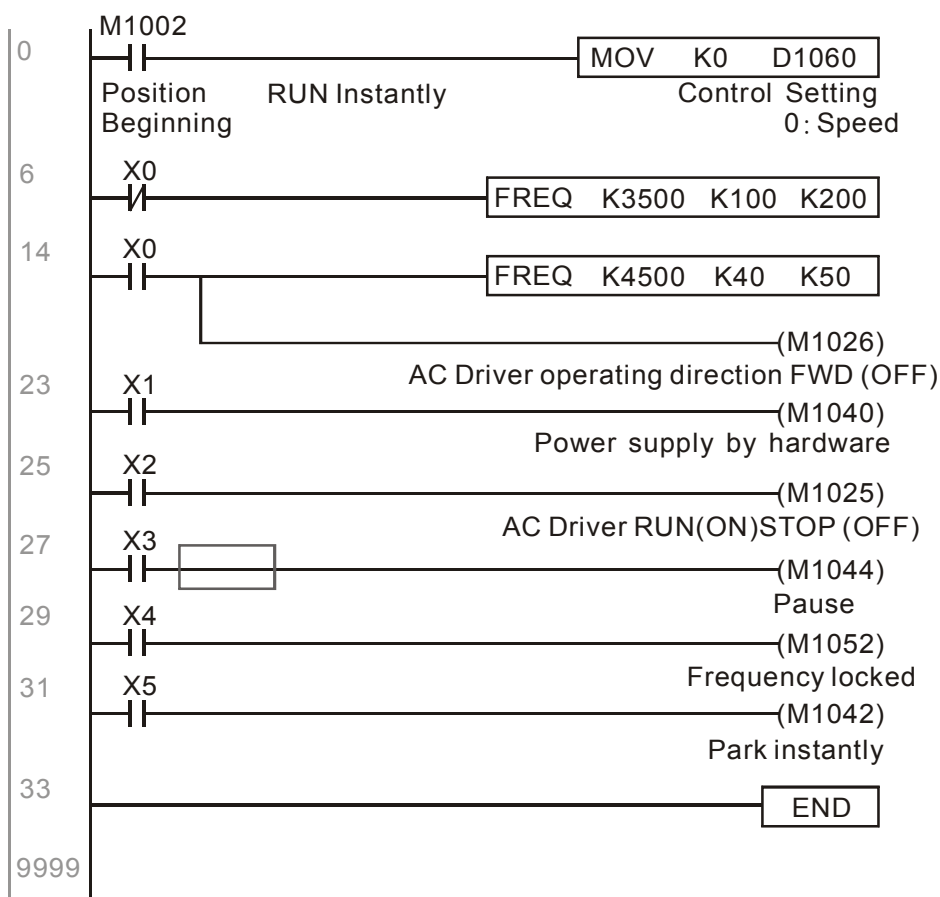 M1002
0
MOV K0 D1060
Position RUN Instantly Control Setting
Beginning 0: Speed
6 X0
FREQ K3500 K100 K200
14 X0
FREQ K4500 K40 K50
(M1026)
AC Driver operating direction FWD (OFF)
23 X1
(M1040)
Power supply by hardware
25 X2
(M1025)
AC Driver RUN(ON)STOP (OFF)
27 X3
(M1044)
Pause
29 X4
(M1052)
Frequency locked
31 X5
(M1042)
Park instantly
33
END
9999